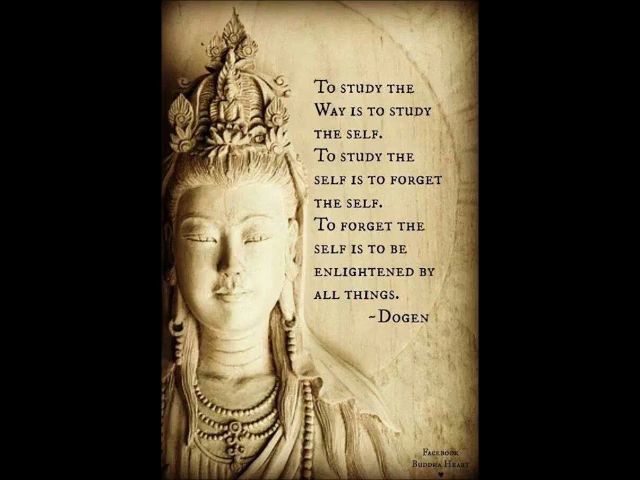 To study the
Way is to study
the self.
To study the
self is to forget
the self.
To forget the
self is to be
enlightened by
all things.
~Dogen
Facebook
Buddha Heart